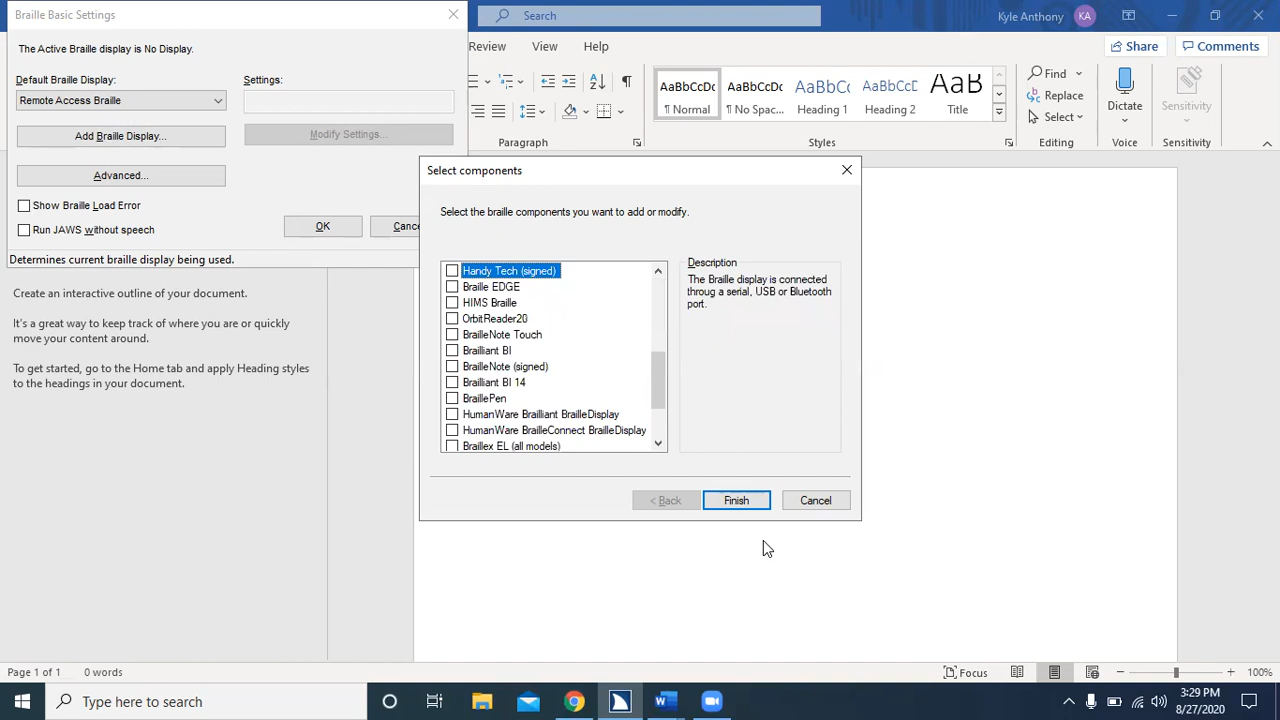 Braille Basic Settings
The Active Braille display is No Display.
Default Braille Display:
Settings:
Remote Access Braille
Add Braille Display...
Modify Settings...
Advanced...
Show Braille Load Error
Run JAWS without speech
OK
Cance
Determines current braille display being used.
Search
Kyle Anthony
KA
Review
View
Help
Share
Comments
AaBbCcDc
AaBbCcDc
AaBbCc
AaBbCcD
AaB
¶ Normal
¶ No Spac...
Heading 1
Heading 2
Title
Find
Replace
Select
Dictate
Sensitivity
Paragraph
Styles
Editing
Voice
Sensitivity
Select components
Select the braille components you want to add or modify.
Handy Tech (signed)
Braille EDGE
HIMS Braille
OrbitReader20
BrailleNote Touch
Brailliant BI
BrailleNote (signed)
Brailliant BI 14
BraillePen
HumanWare Brailliant BrailleDisplay
HumanWare BrailleConnect BrailleDisplay
Braillex EL (all models)
Description
The Braille display is connected
throug a serial, USB or Bluetooth
port.
< Back
Finish
Cancel
Create an interactive outline of your document.
It's a great way to keep track of where you are or quickly
move your content around.
To get started, go to the Home tab and apply Heading styles
to the headings in your document.
Page 1 of 1
0 words
Focus
100%
Type here to search
3:29 PM
8/27/2020